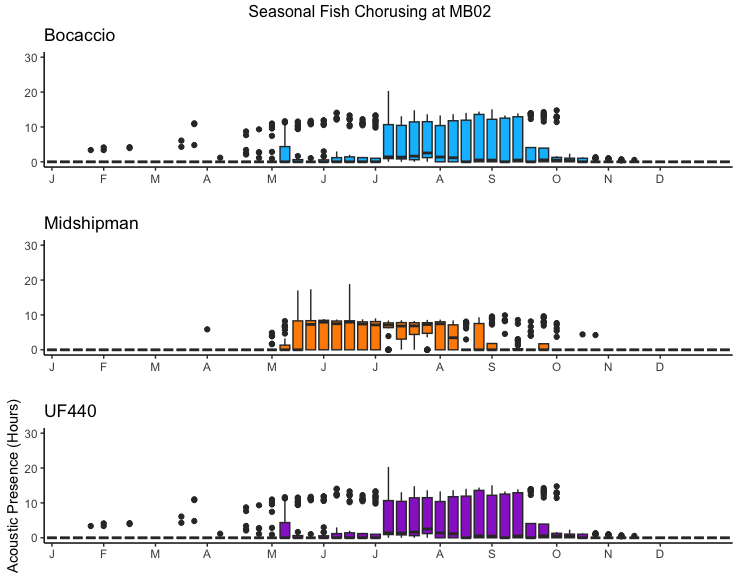 Seasonal Fish Chorusing at MB02
Bocaccio
30
20
10
0
J F M A M J J A S O N D
Midshipman
30
20
10
0
J F M A M J J A S O N D
UF440
30
20
10
0
J F M A M J J A S O N D
Acoustic Presence (Hours)